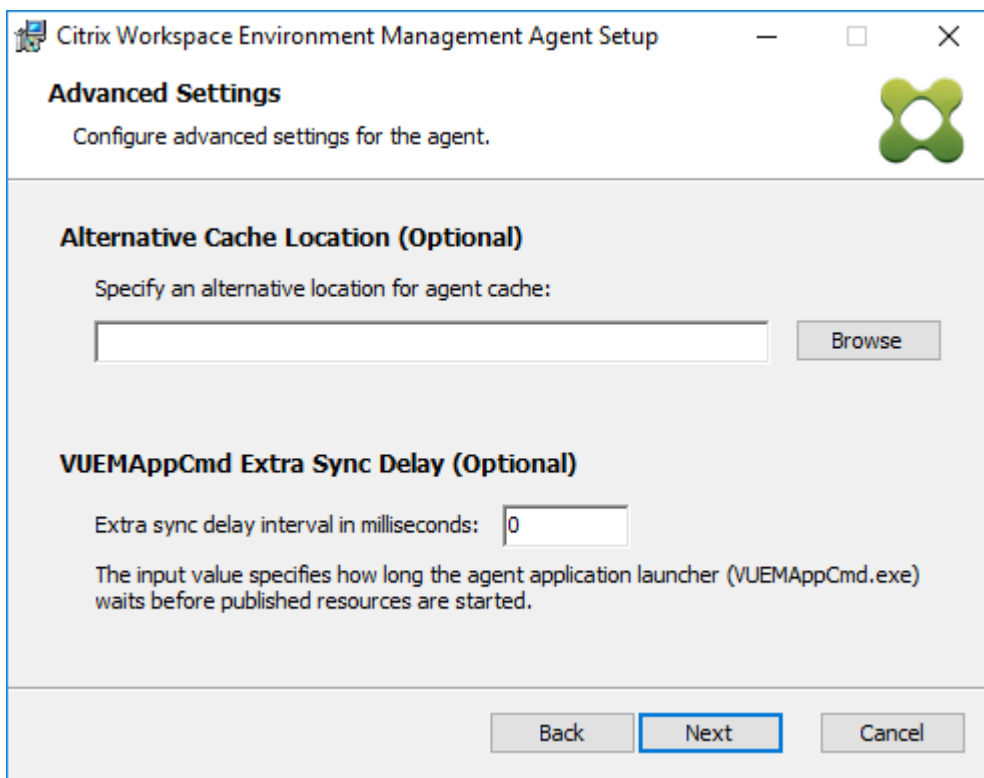 Citrix Workspace Environment Management Agent Setup
Advanced Settings
Configure advanced settings for the agent.
Alternative Cache Location (Optional)
Specify an alternative location for agent cache:
Browse
VUEMAppCmd Extra Sync Delay (Optional)
Extra sync delay interval in milliseconds: 0
The input value specifies how long the agent application launcher (VUEMAppCmd.exe)
waits before published resources are started.
Back Next Cancel